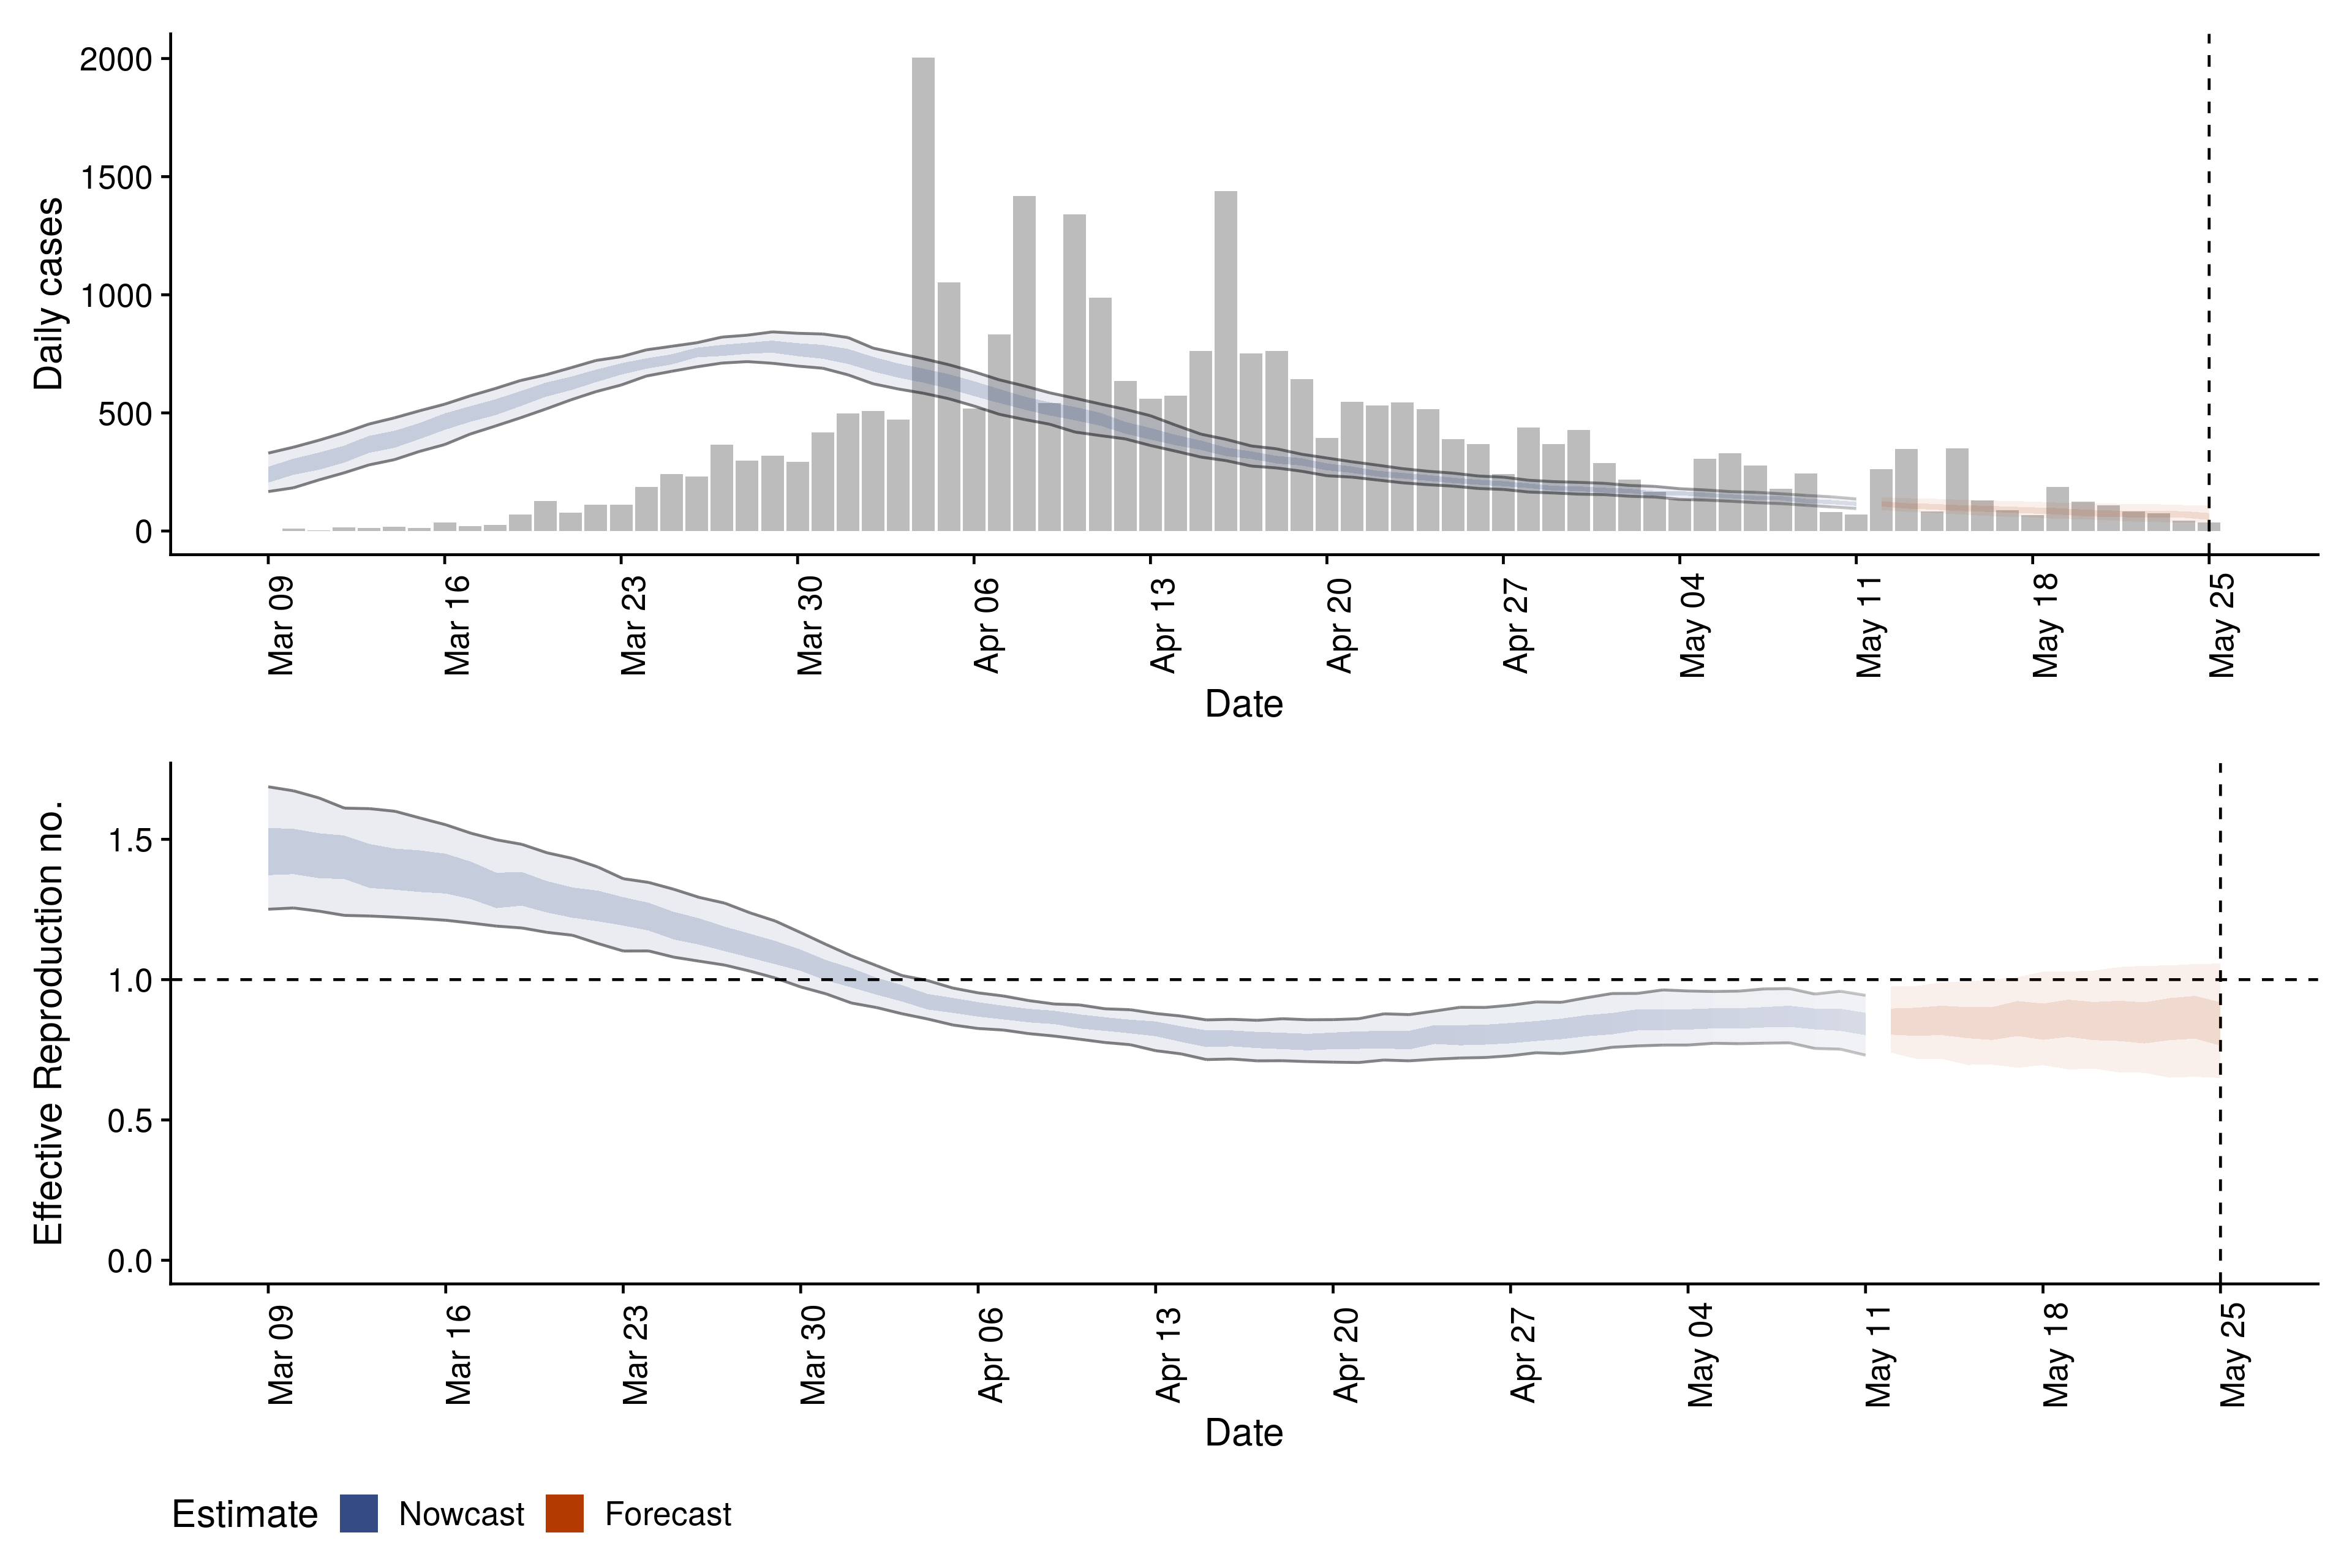 Daily cases
2000
1500
1000
500
0
Mar 09
Mar 16
Mar 23
Mar 30
Apr 06
Apr 13
Apr 20
Apr 27
May 04
May 11
May 18
May 25
Date
Effective Reproduction no.
1.5
1.0
0.5
0.0
Mar 09
Mar 16
Mar 23
Mar 30
Apr 06
Apr 13
Apr 20
Apr 27
May 04
May 11
May 18
May 25
Date
Estimate Nowcast Forecast